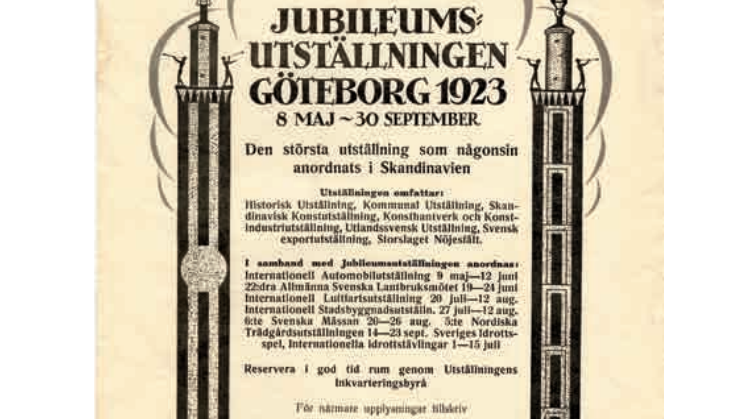 JUBILEUMS-
UTSTÄLLNINGEN
GÖTEBORG 1923
8 MAJ ~ 30 SEPTEMBER
Den största utställning som någonsin
anordnats i Skandinavien
Utställningen omfattar:
Historisk Utställning, Kommunal Utställning, Skan-
dinavisk Konstutställning, Konsthantverk och Konst-
industriutställning, Utlandssvensk Utställning, Svensk
exportutställning, Storslaget Nöjesfält.
I samband med Jubileumsutställningen anordnas:
Internationell Automobilutställning 9 maj—12 juni
22:dra Allmänna Svenska Lantbruksmötet 19—24 juni
Internationell Luftfartsutställning 20 juli—12 aug.
Internationell Stadsbyggnadsutställn. 27 juli—12 aug.
6:te Svenska Mässan 20—26 aug. 5:te Nordiska
Trädgårdsutställningen 14—23 sept. Sveriges Idrotts-
spel, Internationella idrottstävlingar 1—15 juli
Reservera i god tid rum genom Utställningens
Inkvarteringsbyrå
För närmare upplysningar tillskriv